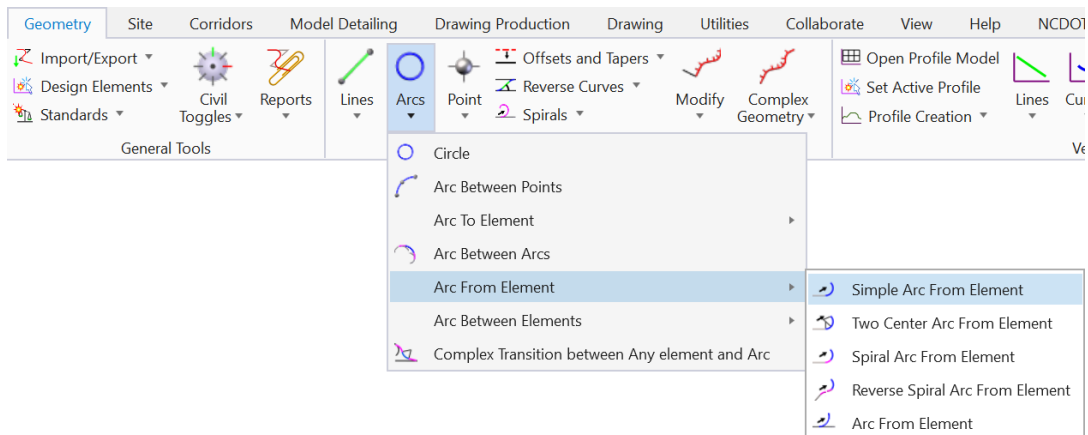 Geometry Site Corridors Model Detailing Drawing Production Drawing Utilities Collaborate View Help NCDOT
Import/Export
Design Elements
Standards
Civil Toggles
Reports
General Tools
Lines
Arcs
Point
Offsets and Tapers
Reverse Curves
Spirals
Modify
Complex Geometry
Open Profile Model
Set Active Profile
Profile Creation
Lines
Circle
Arc Between Points
Arc To Element
Arc Between Arcs
Arc From Element
Arc Between Elements
Complex Transition between Any element and Arc
Simple Arc From Element
Two Center Arc From Element
Spiral Arc From Element
Reverse Spiral Arc From Element
Arc From Element